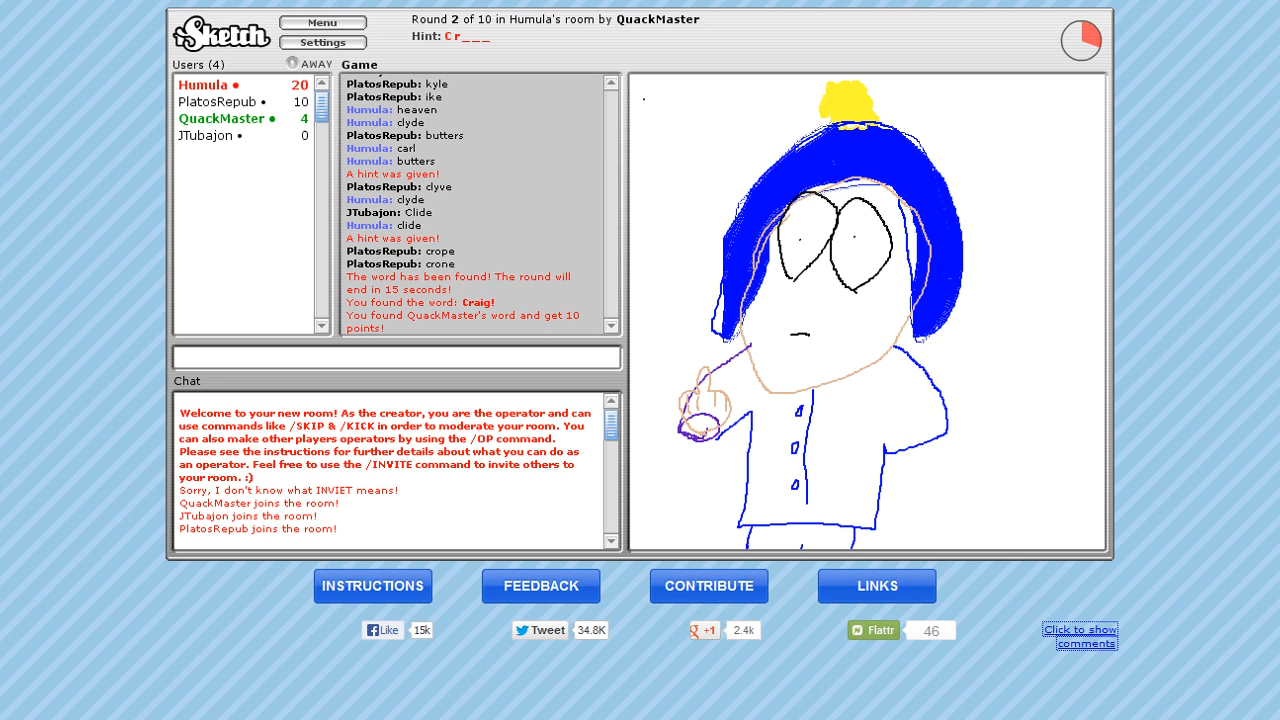 iSketch
Menu
Settings
Round 2 of 10 in Humula's room by QuackMaster
Hint: Cr___
Users (4)
AWAY
Game
Humula ● 20
PlatosRepub • 10
QuackMaster ● 4
JTubajon • 0
PlatosRepub: kyle
PlatosRepub: ike
Humula: heaven
Humula: clyde
PlatosRepub: butters
Humula: carl
Humula: butters
A hint was given!
PlatosRepub: clyve
Humula: clyde
JTubajon: Clide
Humula: clide
A hint was given!
PlatosRepub: crope
PlatosRepub: crone
The word has been found! The round will
end in 15 seconds!
You found the word: Craig!
You found QuackMaster's word and get 10
points!
Chat
Welcome to your new room! As the creator, you are the operator and can
use commands like /SKIP & /KICK in order to moderate your room. You
can also make other players operators by using the /OP command.
Please see the instructions for further details about what you can do as
an operator. Feel free to use the /INVITE command to invite others to
your room. :)
Sorry, I don't know what INVIET means!
QuackMaster joins the room!
JTubajon joins the room!
PlatosRepub joins the room!
INSTRUCTIONS
FEEDBACK
CONTRIBUTE
LINKS
Like 15k
Tweet 34.8K
g +1 2.4k
Flattr 46
Click to show
comments